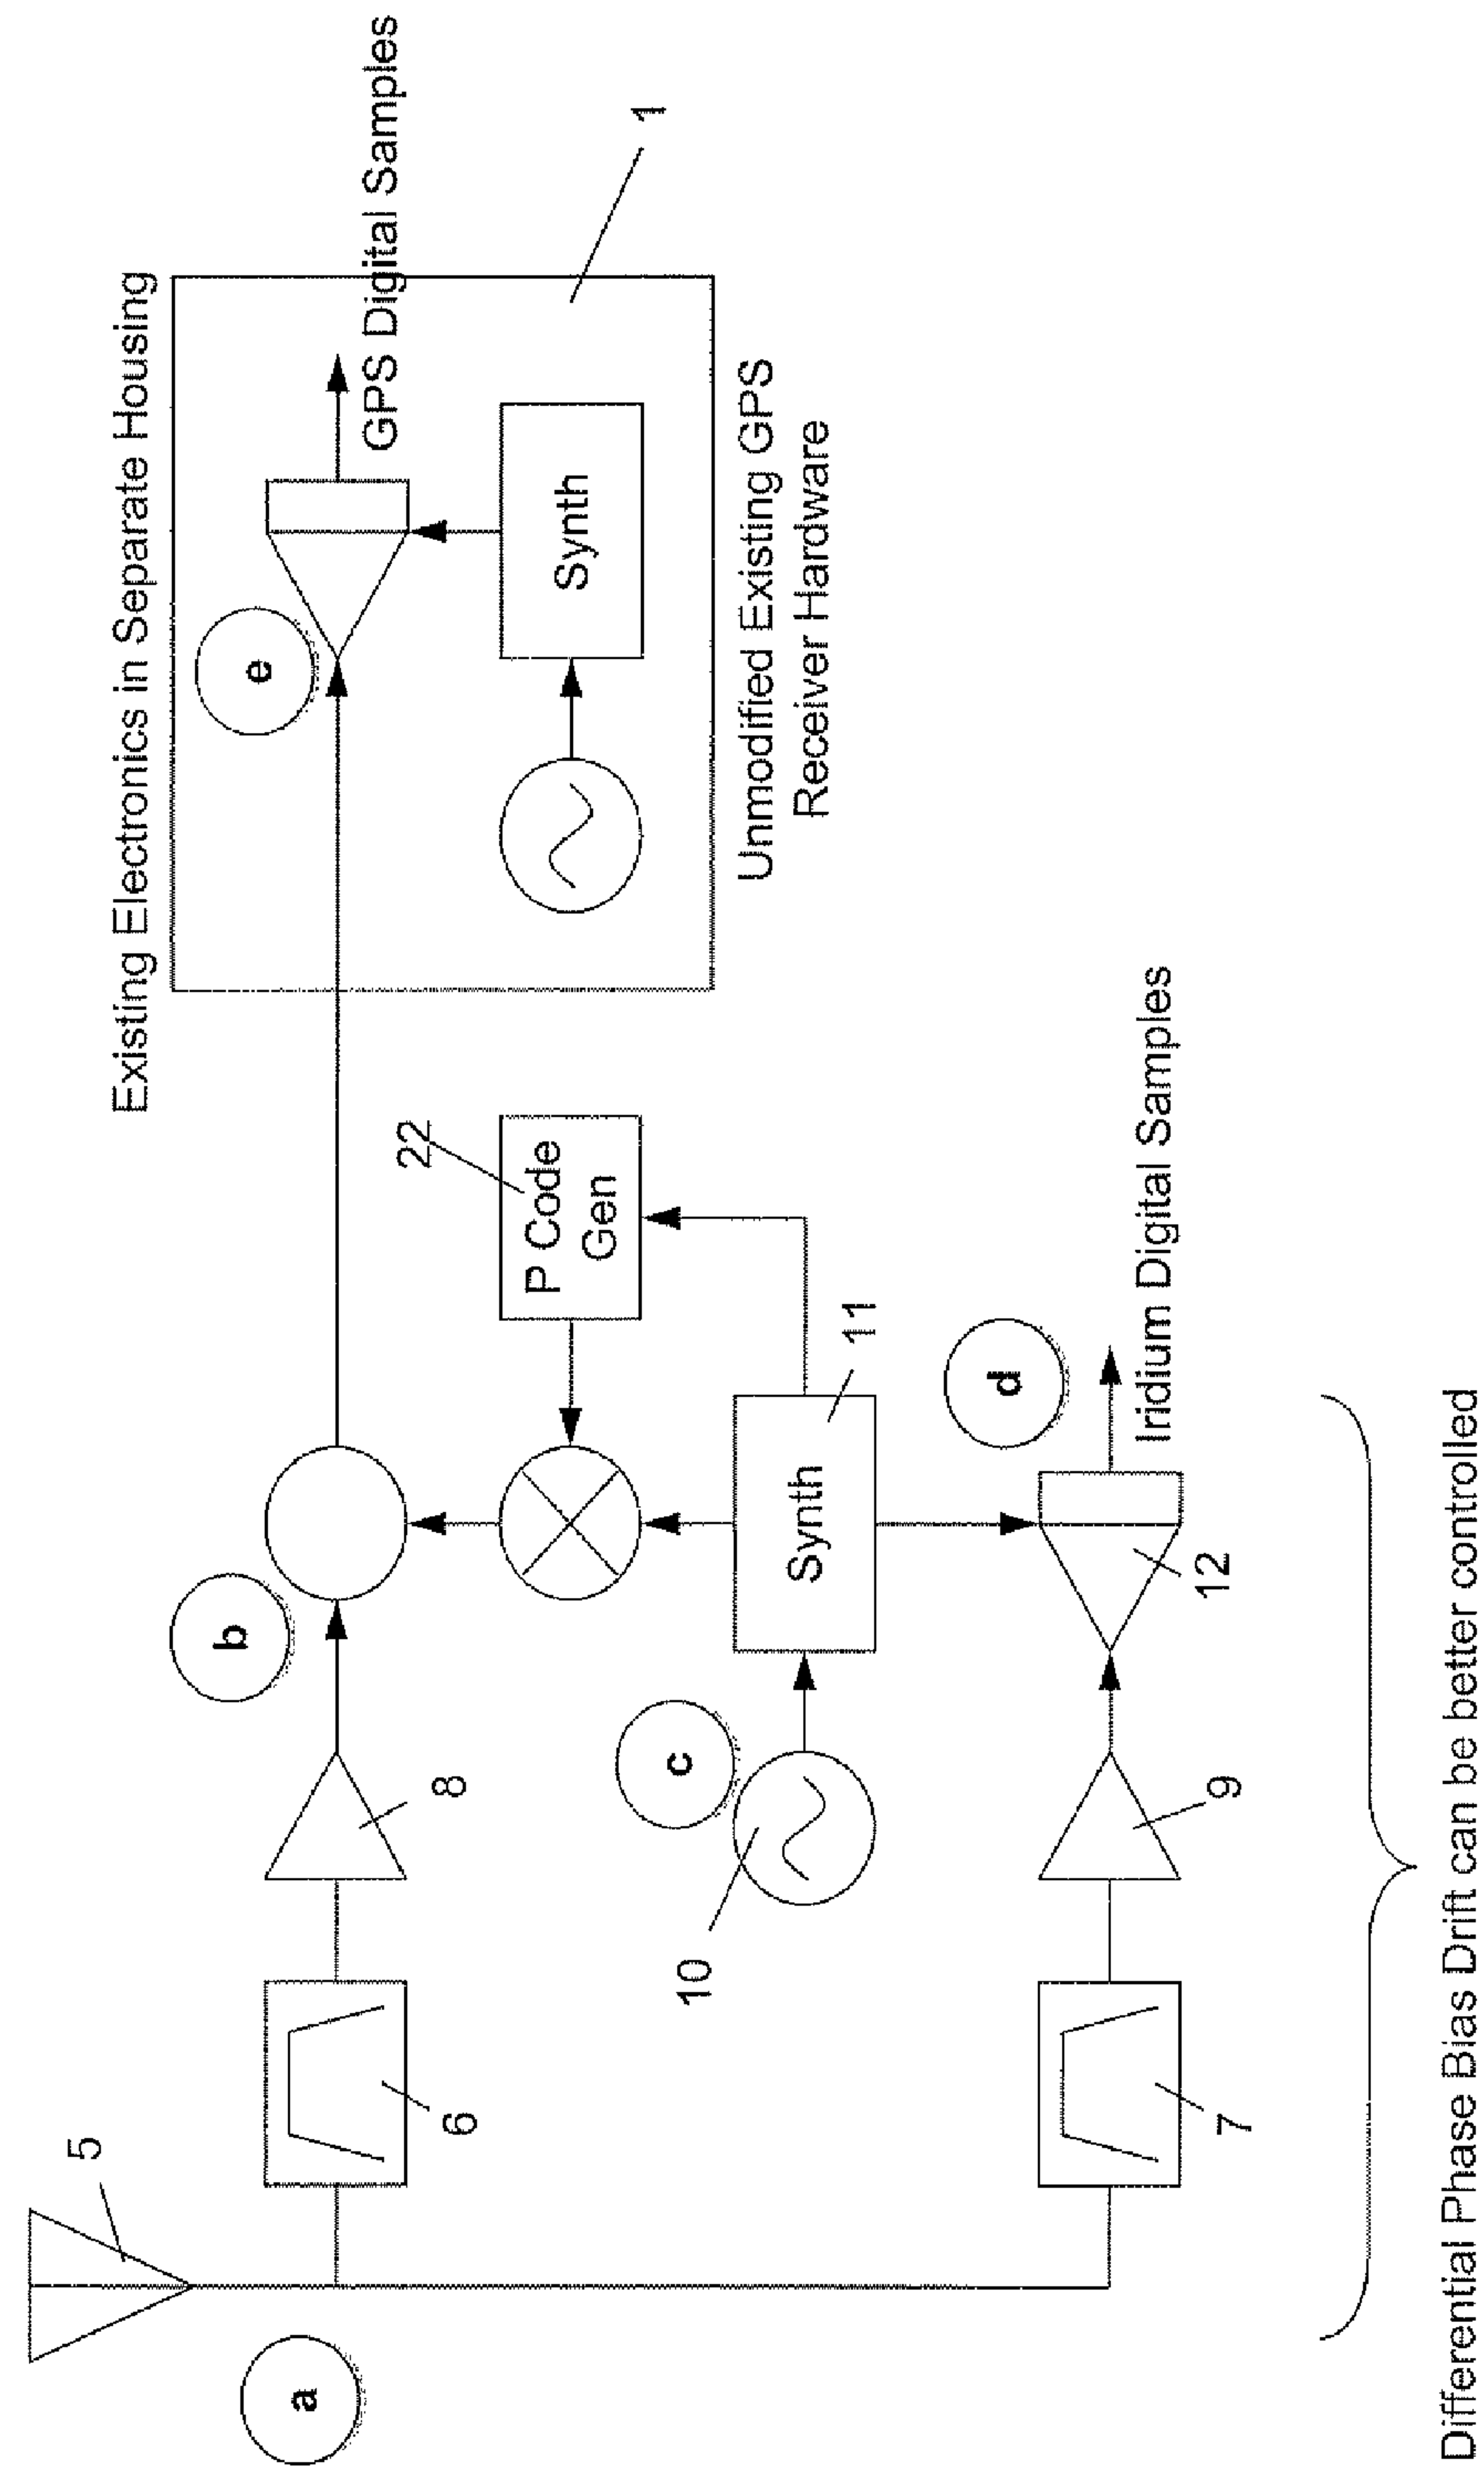 Existing Electronics in Separate Housing
5
a
6
8
b
e
GPS Digital Samples
22
P Code
Gen
Synth
1
Unmodified Existing GPS
Receiver Hardware
10
c
Synth
11
d
7
9
12
Iridium Digital Samples
Differential Phase Bias Drift can be better controlled